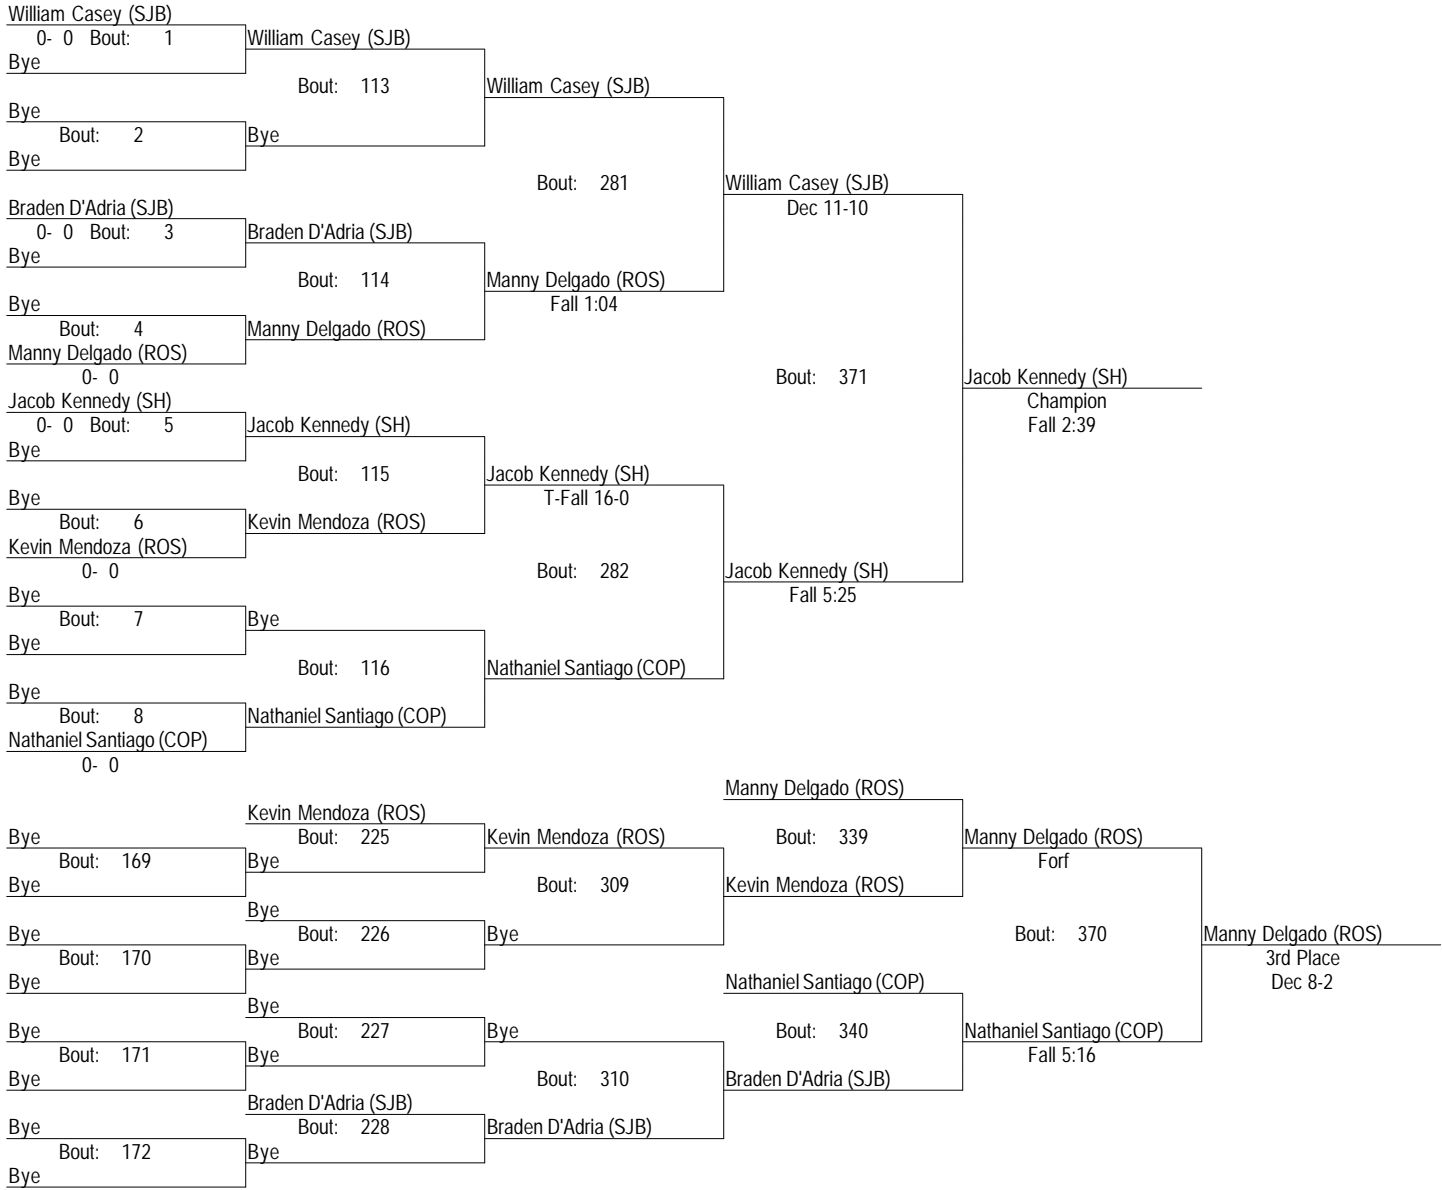 William Casey (SJB)
0- 0 Bout: 1
William Casey (SJB)
Bye
Bout: 113
William Casey (SJB)
Bye
Bout: 2
Bye
Bye
Bout: 281
William Casey (SJB)
Dec 11-10
Braden D'Adria (SJB)
0- 0 Bout: 3
Braden D'Adria (SJB)
Bye
Bout: 114
Manny Delgado (ROS)
Fall 1:04
Bye
Bout: 4
Manny Delgado (ROS)
Manny Delgado (ROS)
0- 0
Bout: 371
Jacob Kennedy (SH)
Champion
Fall 2:39
Jacob Kennedy (SH)
0- 0 Bout: 5
Jacob Kennedy (SH)
Bye
Bout: 115
Jacob Kennedy (SH)
T-Fall 16-0
Bye
Bout: 6
Kevin Mendoza (ROS)
Kevin Mendoza (ROS)
0- 0
Bout: 282
Jacob Kennedy (SH)
Fall 5:25
Bye
Bout: 7
Bye
Bye
Bout: 116
Nathaniel Santiago (COP)
Bye
Bout: 8
Nathaniel Santiago (COP)
Nathaniel Santiago (COP)
0- 0
Manny Delgado (ROS)
Kevin Mendoza (ROS)
Bye
Bout: 225
Kevin Mendoza (ROS)
Bout: 339
Manny Delgado (ROS)
Forf
Bout: 169
Bye
Bye
Bout: 309
Kevin Mendoza (ROS)
Bye
Bye
Bout: 226
Bye
Bout: 370
Manny Delgado (ROS)
3rd Place
Dec 8-2
Bout: 170
Bye
Bye
Nathaniel Santiago (COP)
Bye
Bye
Bout: 227
Bye
Bout: 340
Nathaniel Santiago (COP)
Fall 5:16
Bout: 171
Bye
Bye
Bout: 310
Braden D'Adria (SJB)
Braden D'Adria (SJB)
Bye
Bout: 228
Braden D'Adria (SJB)
Bout: 172
Bye
Bye